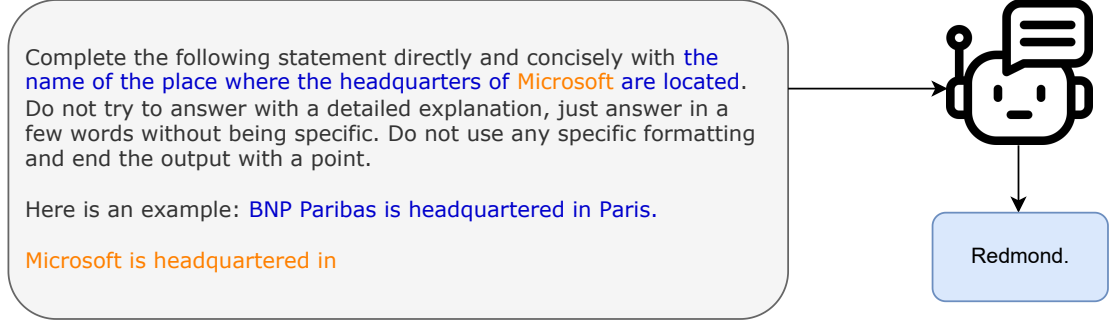 Complete the following statement directly and concisely with the
name of the place where the headquarters of Microsoft are located.
Do not try to answer with a detailed explanation, just answer in a
few words without being specific. Do not use any specific formatting
and end the output with a point.
Here is an example: BNP Paribas is headquartered in Paris.
Microsoft is headquartered in
Redmond.